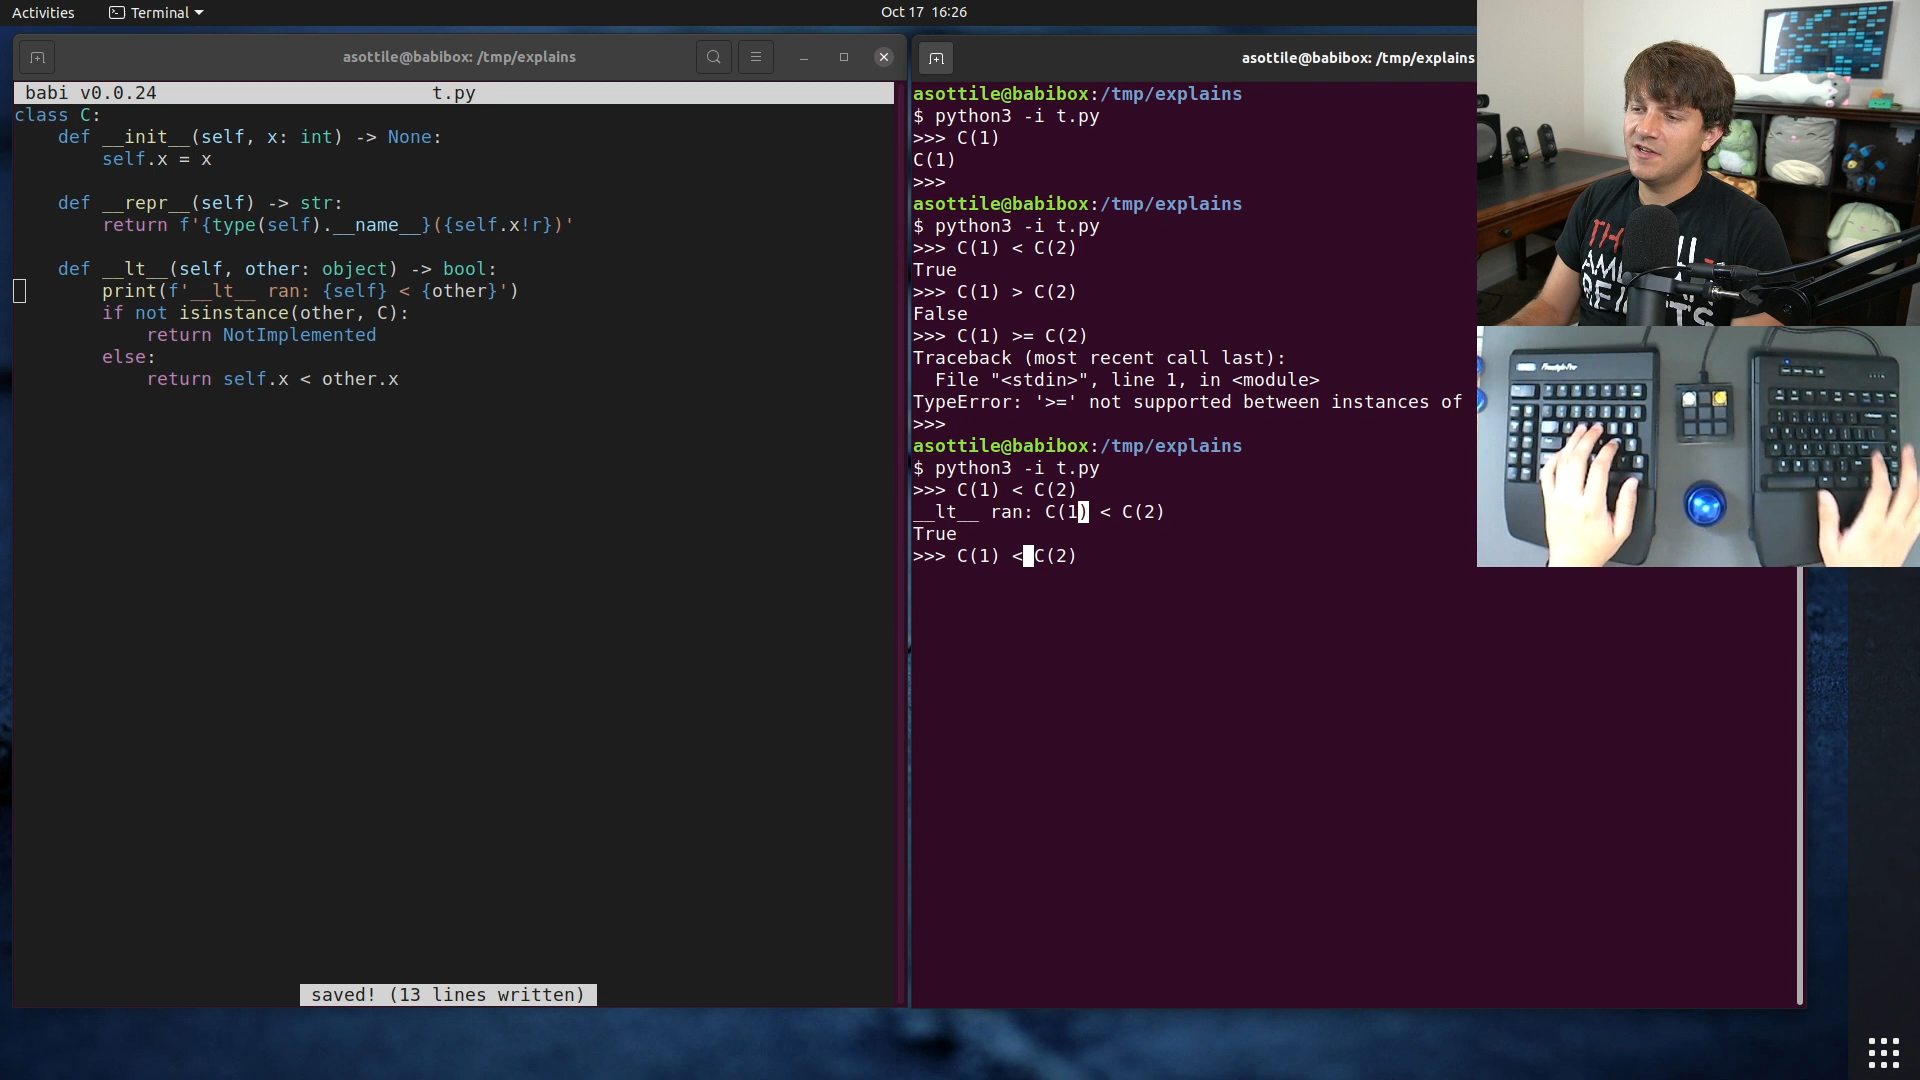 Activities
Terminal
Oct 17 16:26
asottile@babibox: /tmp/explains
babi v0.0.24 t.py
class C:
    def __init__(self, x: int) -> None:
        self.x = x
    def __repr__(self) -> str:
        return f'{type(self).__name__}({self.x!r})'
    def __lt__(self, other: object) -> bool:
        print(f'__lt__ ran: {self} < {other}')
        if not isinstance(other, C):
            return NotImplemented
        else:
            return self.x < other.x
saved! (13 lines written)
asottile@babibox: /tmp/explains
asottile@babibox:/tmp/explains
$ python3 -i t.py
>>> C(1)
C(1)
>>>
asottile@babibox:/tmp/explains
$ python3 -i t.py
>>> C(1) < C(2)
True
>>> C(1) > C(2)
False
>>> C(1) >= C(2)
Traceback (most recent call last):
  File "<stdin>", line 1, in <module>
TypeError: '>=' not supported between instances of
>>>
asottile@babibox:/tmp/explains
$ python3 -i t.py
>>> C(1) < C(2)
__lt__ ran: C(1) < C(2)
True
>>> C(1) < C(2)